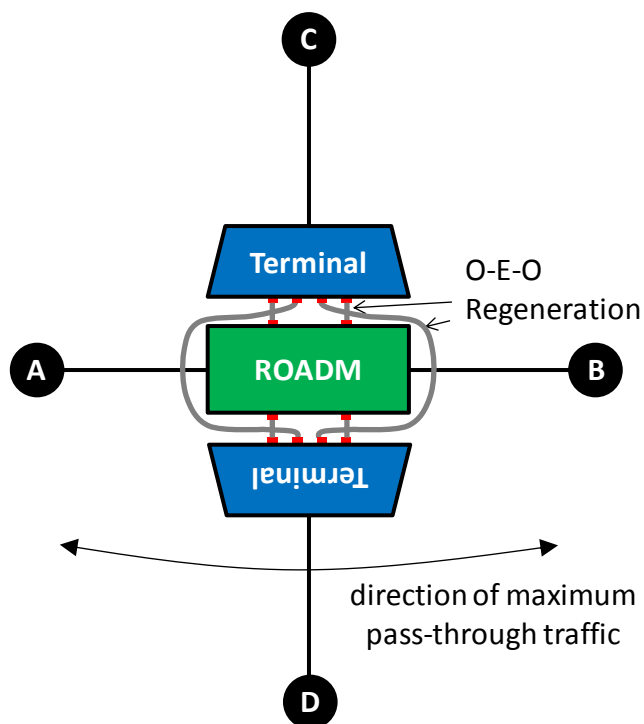 C
Terminal
O-E-O
Regeneration
A
ROADM
B
Terminal
direction of maximum
pass-through traffic
D